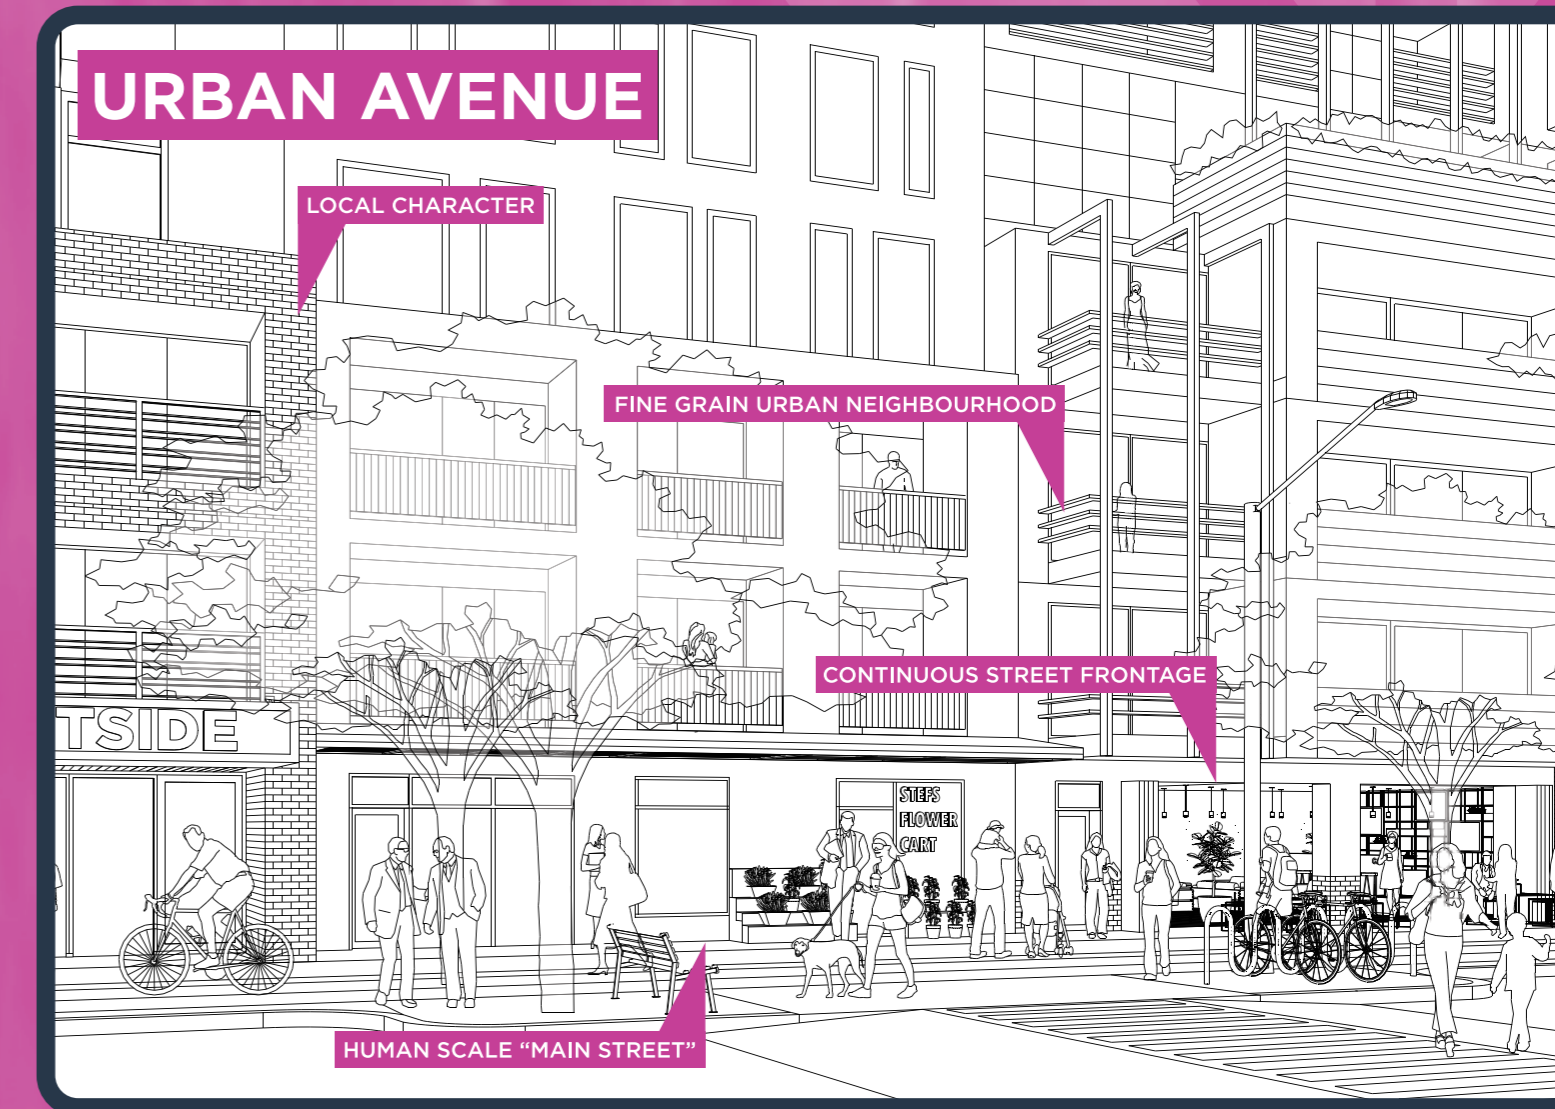 URBAN AVENUE
LOCAL CHARACTER
FINE GRAIN URBAN NEIGHBOURHOOD
CONTINUOUS STREET FRONTAGE
TSIDE
STEFS
FLOWER
CART
HUMAN SCALE “MAIN STREET”